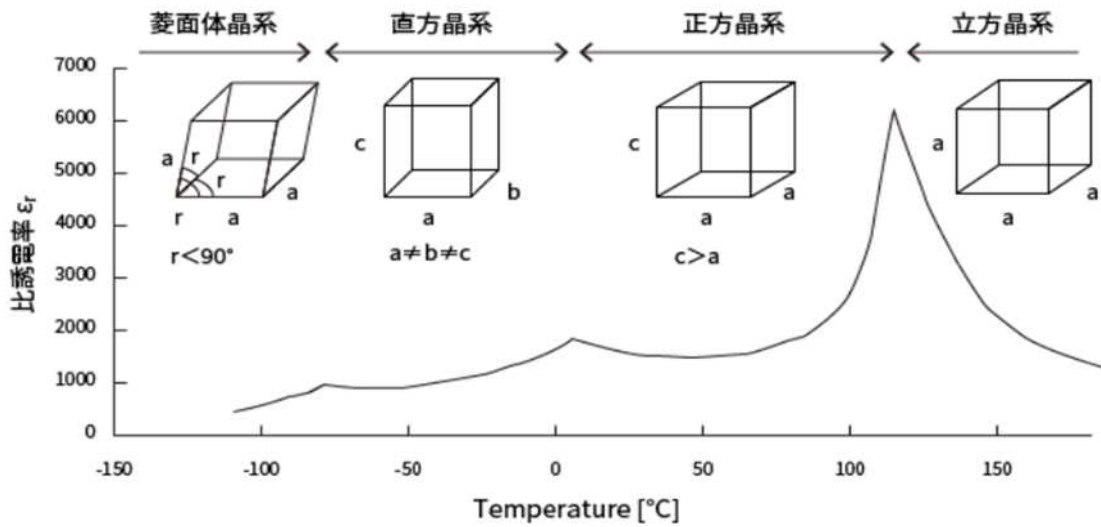 菱面体晶系 直方晶系 正方晶系 立方晶系
7000
6000
5000
4000
3000
2000
1000
0
比誘電率 εr
a r r r a a
r＜90°
c a b
a≠b≠c
c a a
c＞a
a a a
-150 -100 -50 0 50 100 150
Temperature [°C]